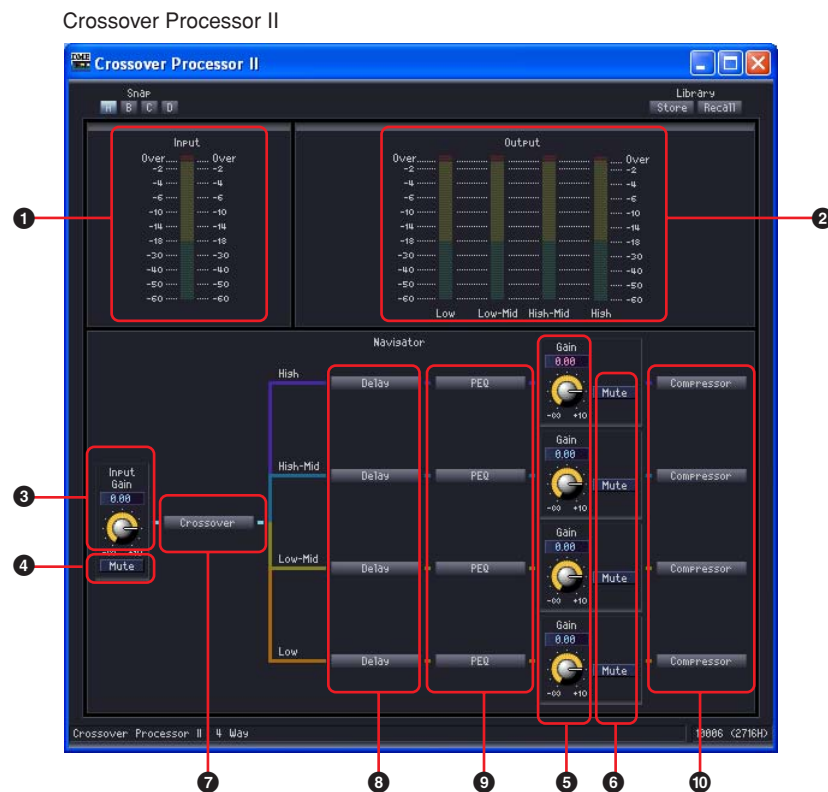 Crossover Processor II
DME
Crossover Processor II
Snap
A B C D
Library
Store Recall
Input
Over Over
-2 -2
-4 -4
-6 -6
-10 -10
-14 -14
-18 -18
-30 -30
-40 -40
-50 -50
-60 -60
Output
Over Over
-2 -2
-4 -4
-6 -6
-10 -10
-14 -14
-18 -18
-30 -30
-40 -40
-50 -50
-60 -60
Low Low-Mid High-Mid High
1
2
Navigator
High
Delay
PEQ
Gain
0.00
-∞ +10
Mute
Compressor
High-Mid
Delay
PEQ
Gain
0.00
-∞ +10
Mute
Compressor
3
Input
Gain
0.00
-∞ +10
4
Mute
Crossover
Low-Mid
Delay
PEQ
Gain
0.00
-∞ +10
Mute
Compressor
Low
Delay
PEQ
Gain
0.00
-∞ +10
Mute
Compressor
Crossover Processor II 4 Way
10006 (2716H)
7 8 9 5 6 10